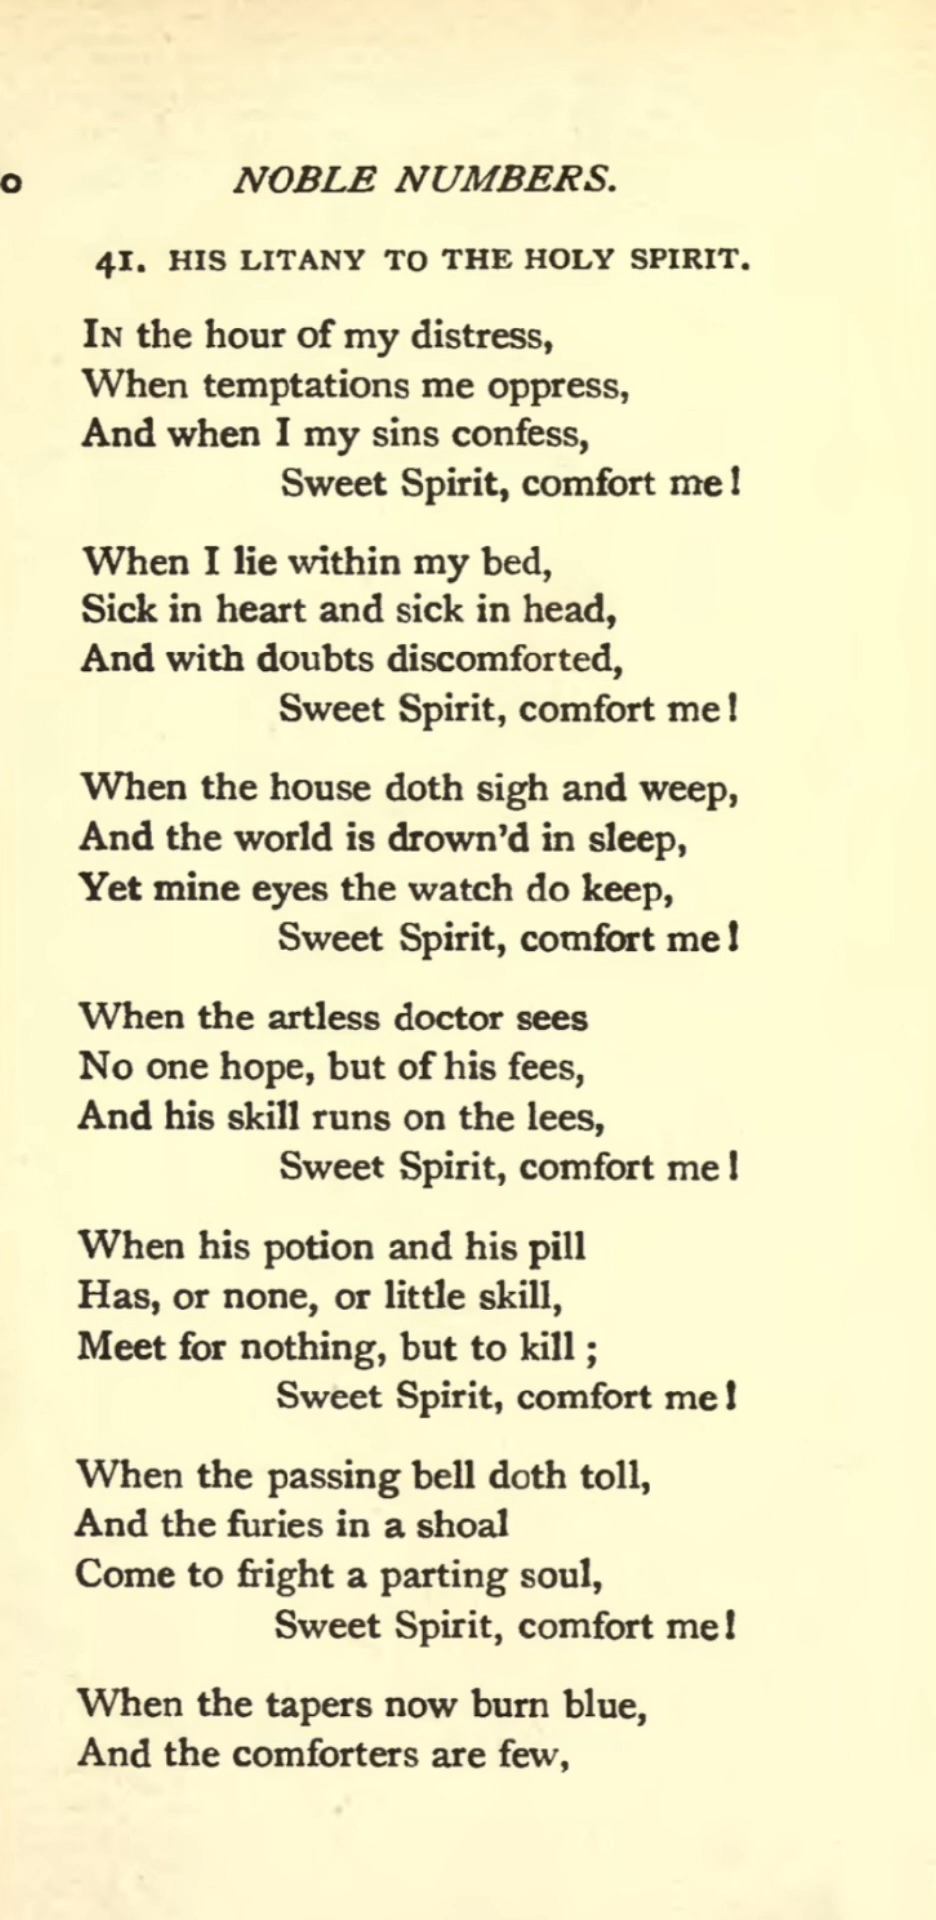 o NOBLE NUMBERS.
41. HIS LITANY TO THE HOLY SPIRIT.
IN the hour of my distress,
When temptations me oppress,
And when I my sins confess,
Sweet Spirit, comfort me!
When I lie within my bed,
Sick in heart and sick in head,
And with doubts discomforted,
Sweet Spirit, comfort me!
When the house doth sigh and weep,
And the world is drown'd in sleep,
Yet mine eyes the watch do keep,
Sweet Spirit, comfort me!
When the artless doctor sees
No one hope, but of his fees,
And his skill runs on the lees,
Sweet Spirit, comfort me!
When his potion and his pill
Has, or none, or little skill,
Meet for nothing, but to kill;
Sweet Spirit, comfort me!
When the passing bell doth toll,
And the furies in a shoal
Come to fright a parting soul,
Sweet Spirit, comfort me!
When the tapers now burn blue,
And the comforters are few,